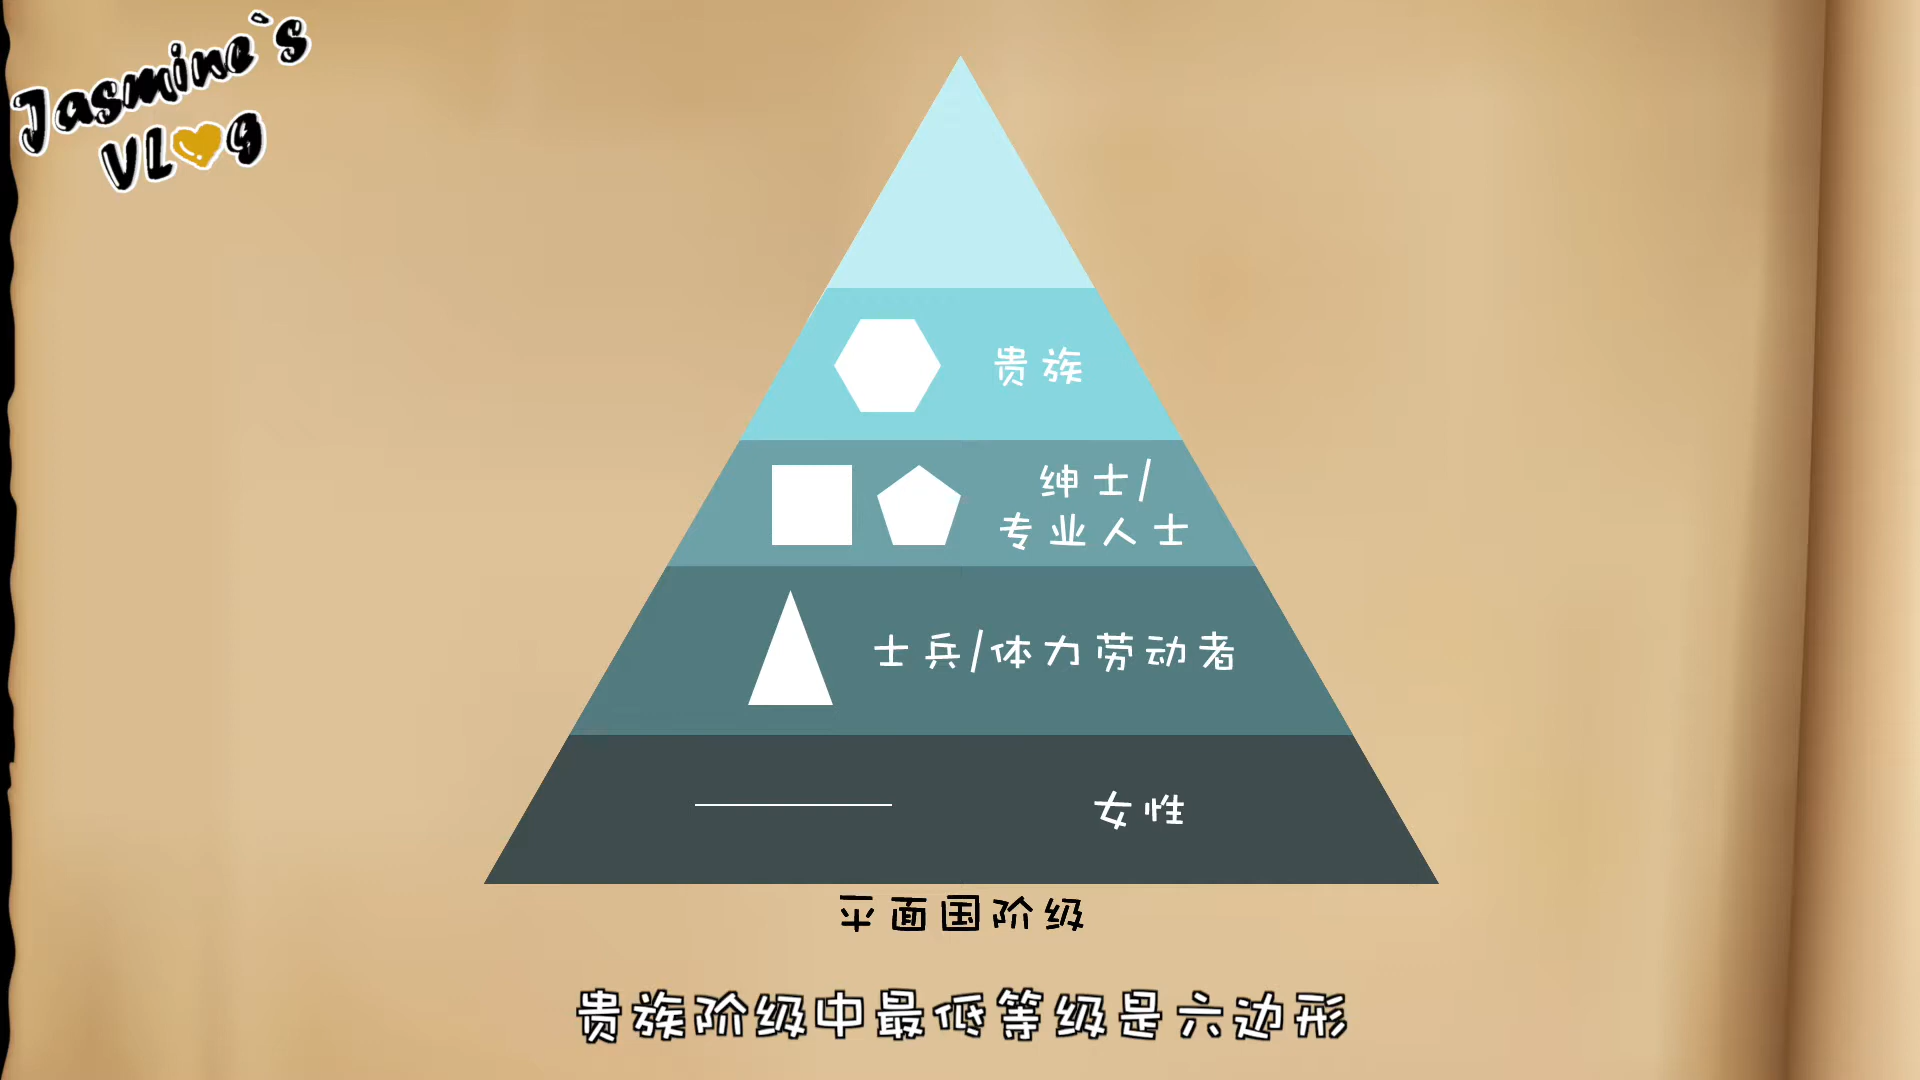 Jasmine`s
VLog
贵族
绅士/
专业人士
士兵/体力劳动者
女性
平面国阶级
贵族阶级中最低等级是六边形